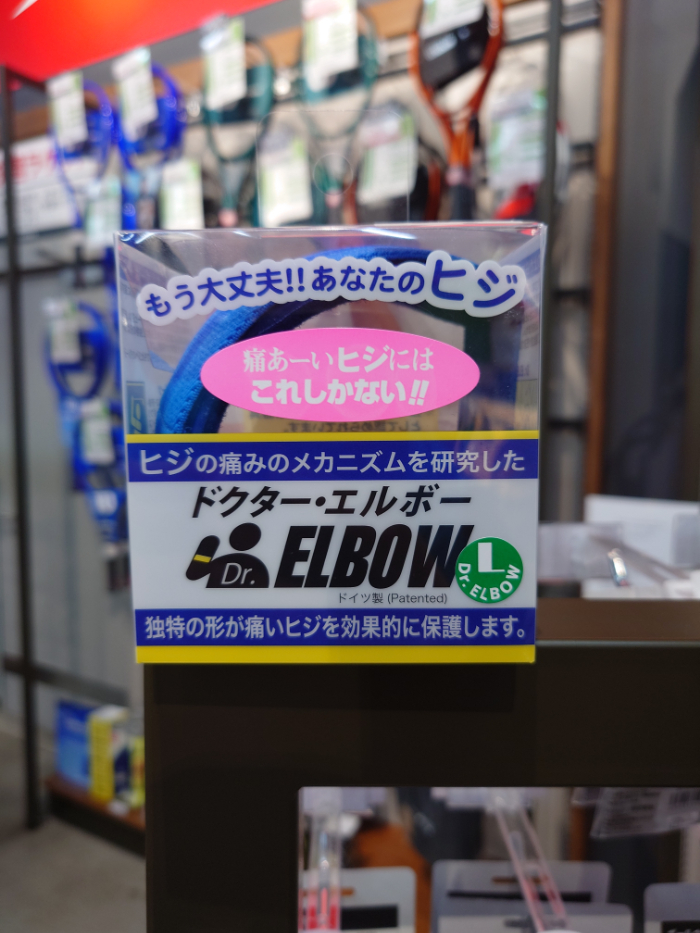 もう大丈夫!!あなたのヒジ
痛あーいヒジには
これしかない!!
ヒジの痛みのメカニズムを研究した
ドクター・エルボー
Dr. ELBOW
L
Dr. ELBOW
ドイツ製 (Patented)
独特の形が痛いヒジを効果的に保護します。